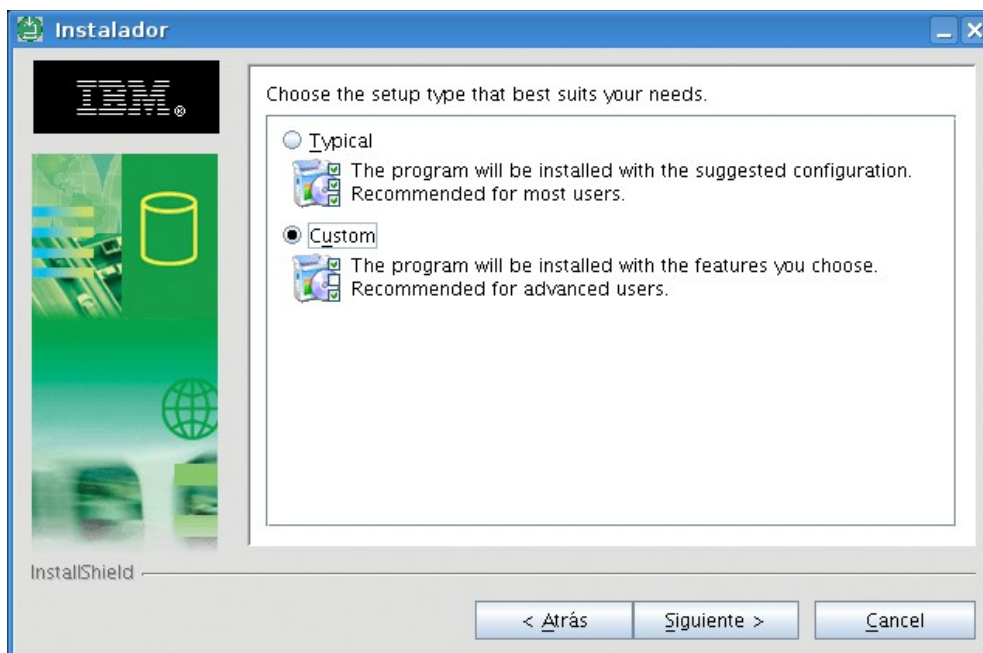 Instalador
IBM®
Choose the setup type that best suits your needs.
Typical
The program will be installed with the suggested configuration.
Recommended for most users.
Custom
The program will be installed with the features you choose.
Recommended for advanced users.
InstallShield
< Atrás
Siguiente >
Cancel